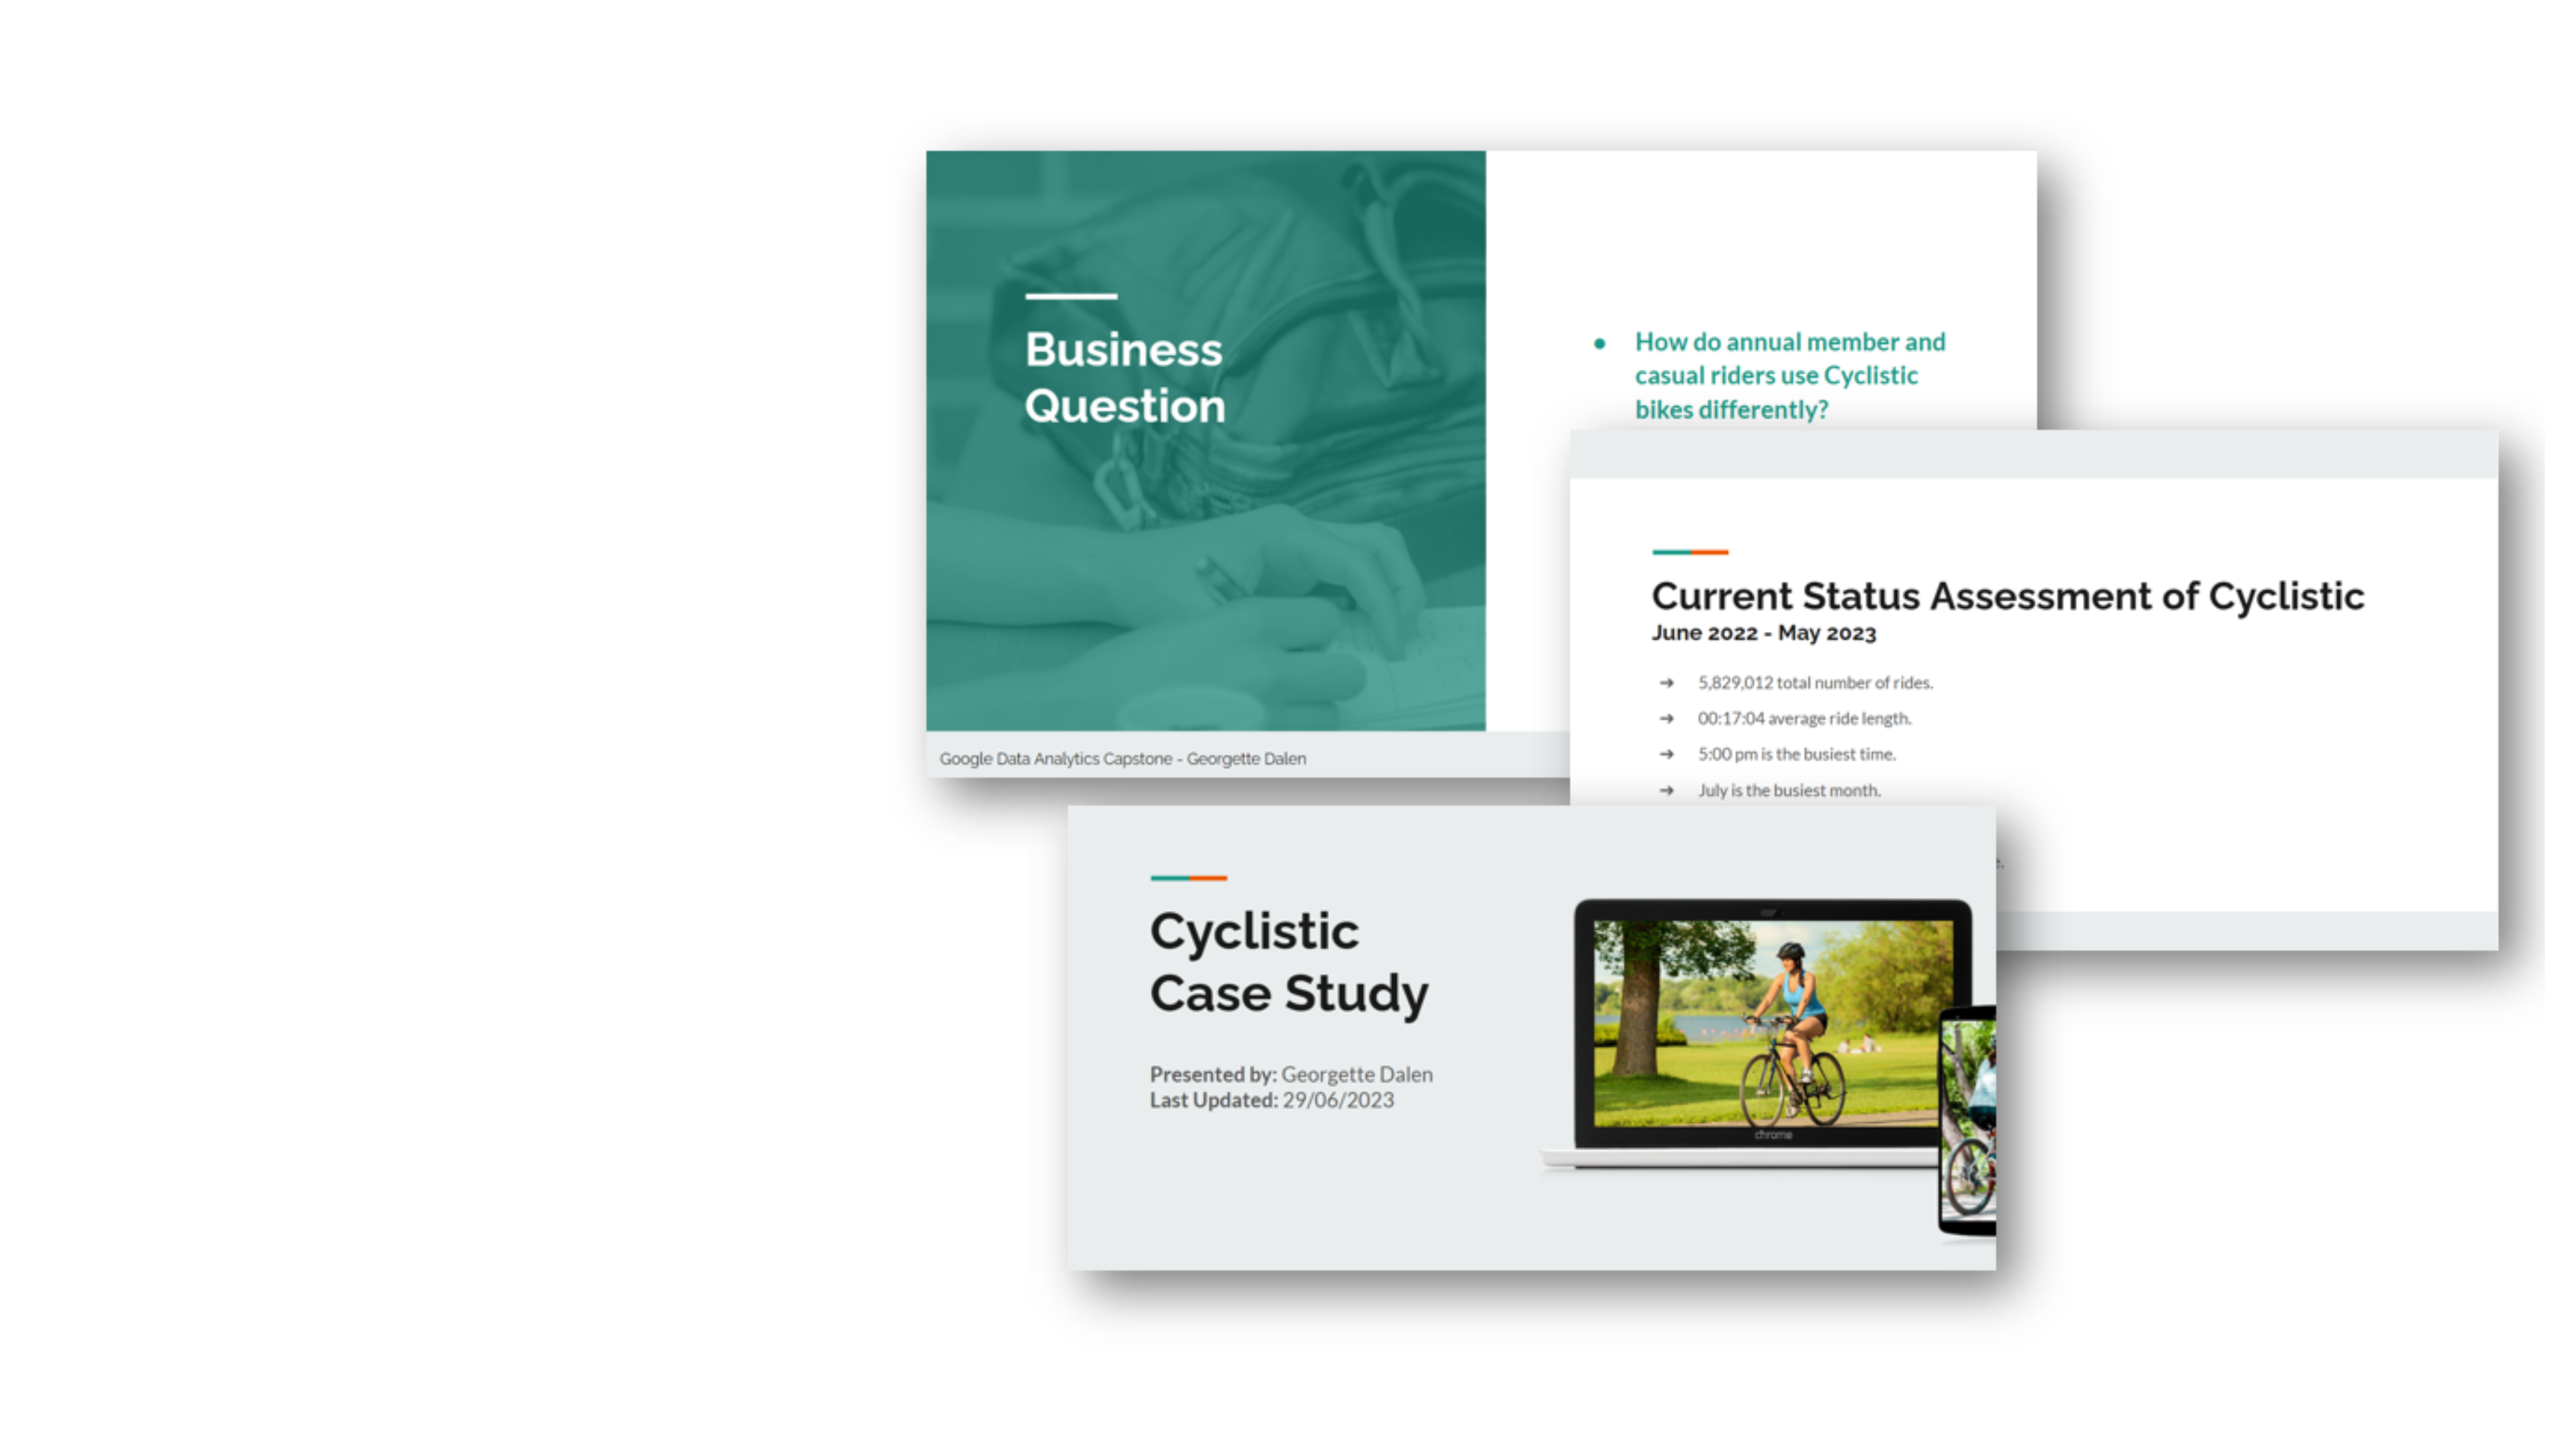 Business
Question
● How do annual member and
casual riders use Cyclistic
bikes differently?
Google Data Analytics Capstone - Georgette Dalen
Current Status Assessment of Cyclistic
June 2022 - May 2023
➔ 5,829,012 total number of rides.
➔ 00:17:04 average ride length.
➔ 5:00 pm is the busiest time.
➔ July is the busiest month.
Cyclistic
Case Study
Presented by: Georgette Dalen
Last Updated: 29/06/2023
chrome